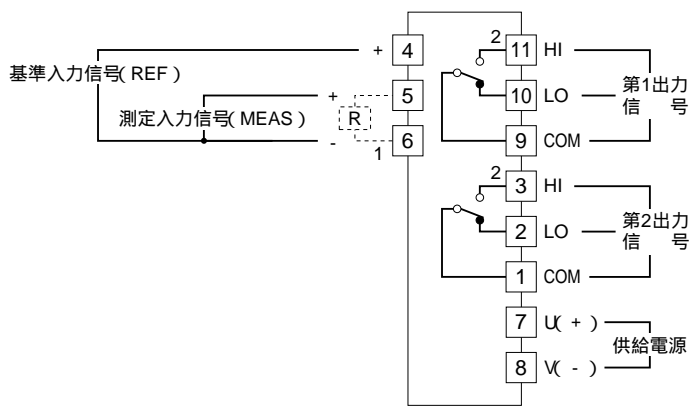 基準入力信号( REF )
+ 4
測定入力信号( MEAS )
+ 5
R
- 1 6
2 11 HI
10 LO
9 COM
第1出力
信 号
2 3 HI
2 LO
1 COM
第2出力
信 号
7 U( + )
8 V( - )
供給電源